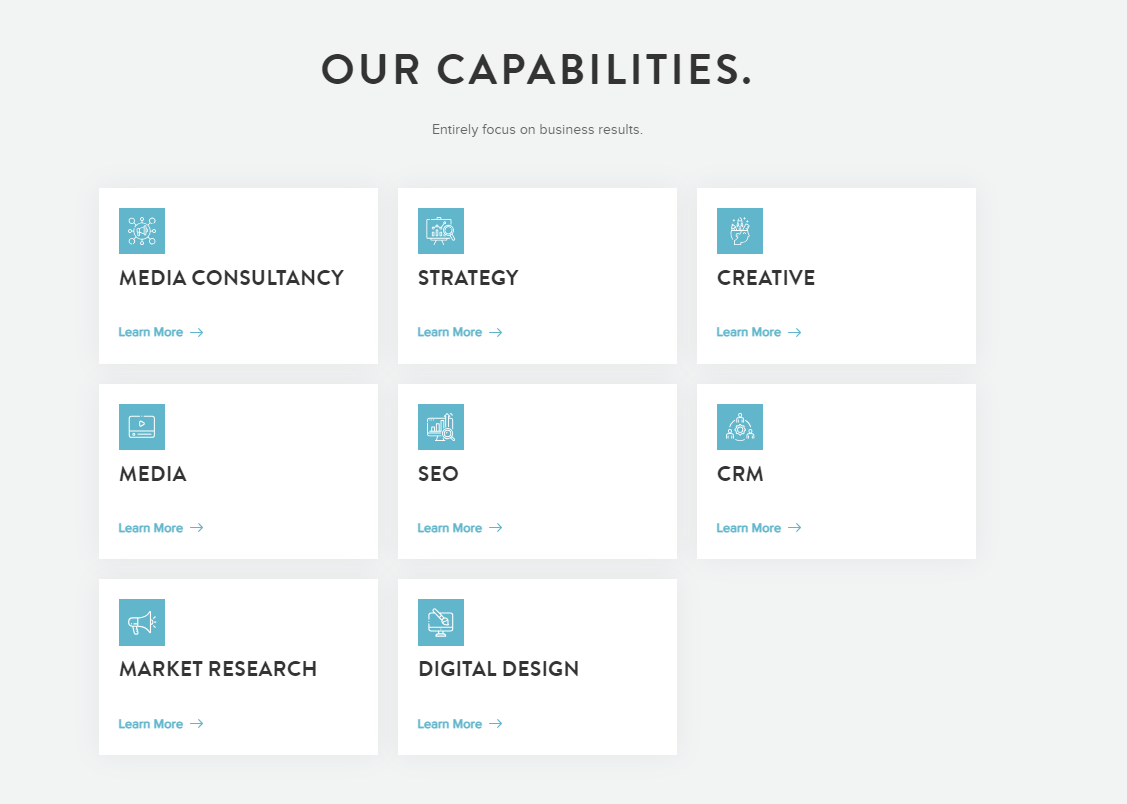 OUR CAPABILITIES.
Entirely focus on business results.
MEDIA CONSULTANCY
Learn More
STRATEGY
Learn More
CREATIVE
Learn More
MEDIA
Learn More
SEO
Learn More
CRM
Learn More
MARKET RESEARCH
Learn More
DIGITAL DESIGN
Learn More